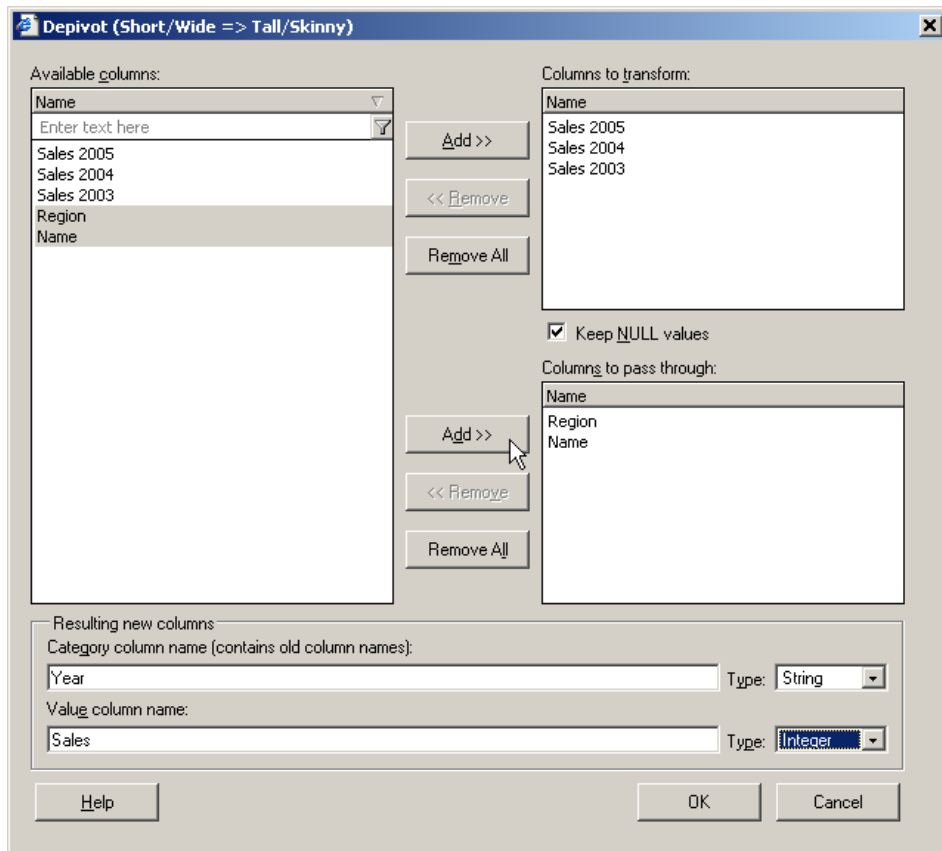 Depivot (Short/Wide => Tall/Skinny)
Available columns:
Name
Enter text here
Sales 2005
Sales 2004
Sales 2003
Region
Name
Add >>
<< Remove
Remove All
Columns to transform:
Name
Sales 2005
Sales 2004
Sales 2003
Keep NULL values
Columns to pass through:
Name
Region
Name
Add >>
<< Remove
Remove All
Resulting new columns
Category column name (contains old column names):
Year
Type: String
Value column name:
Sales
Type: Integer
Help
OK
Cancel